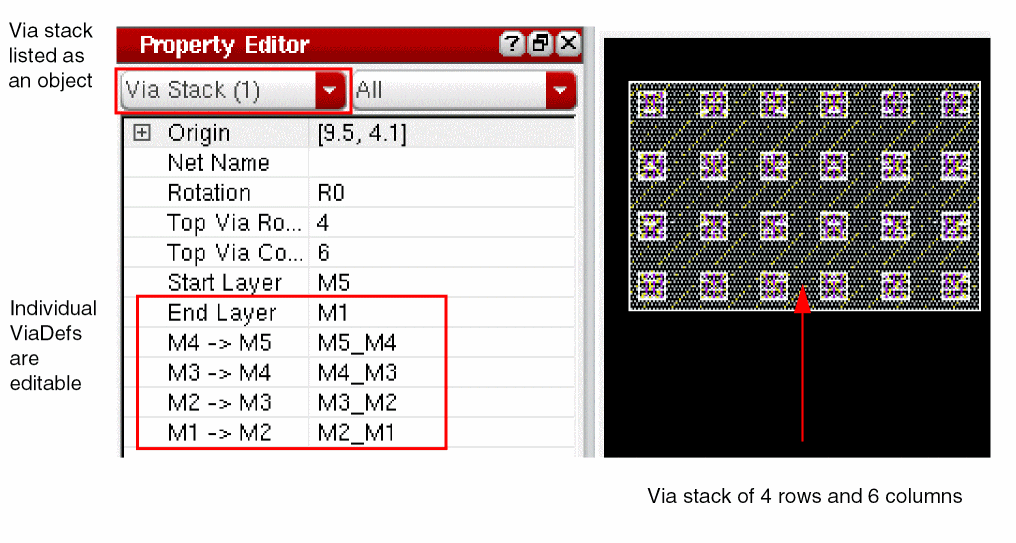 Via stack
listed as
an object
Property Editor
Via Stack (1)
All
Origin [9.5, 4.1]
Net Name
Rotation R0
Top Via Ro... 4
Top Via Co... 6
Start Layer M5
End Layer M1
M4 -> M5 M5_M4
M3 -> M4 M4_M3
M2 -> M3 M3_M2
M1 -> M2 M2_M1
Individual
ViaDefs
are
editable
Via stack of 4 rows and 6 columns